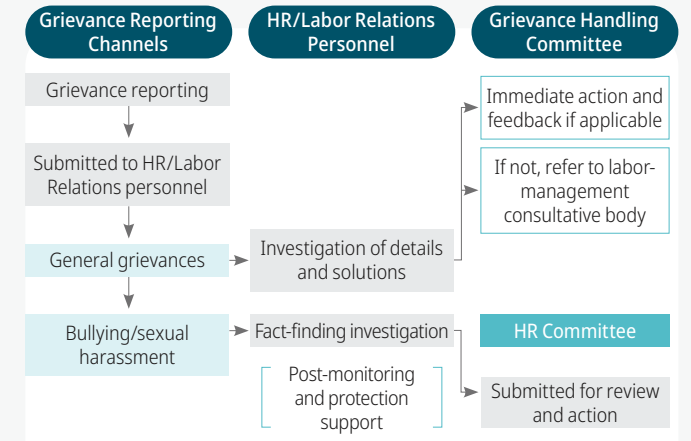 Grievance Reporting
Channels
HR/Labor Relations
Personnel
Grievance Handling
Committee
Grievance reporting
Submitted to HR/Labor
Relations personnel
General grievances
Bullying/sexual
harassment
Investigation of details
and solutions
Fact-finding investigation
Post-monitoring
and protection
support
Immediate action and
feedback if applicable
If not, refer to labor-
management
consultative body
HR Committee
Submitted for review
and action